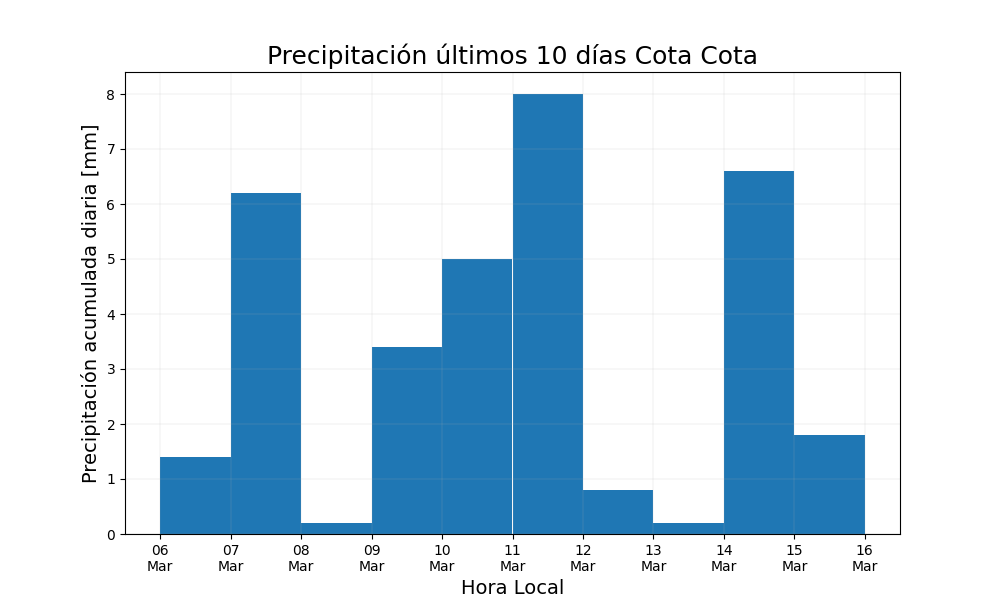 Precipitación últimos 10 días Cota Cota
Precipitación acumulada diaria [mm]
8
7
6
5
4
3
2
1
0
06 07 08 09 10 11 12 13 14 15 16
Mar Mar Mar Mar Mar Mar Mar Mar Mar Mar Mar
Hora Local